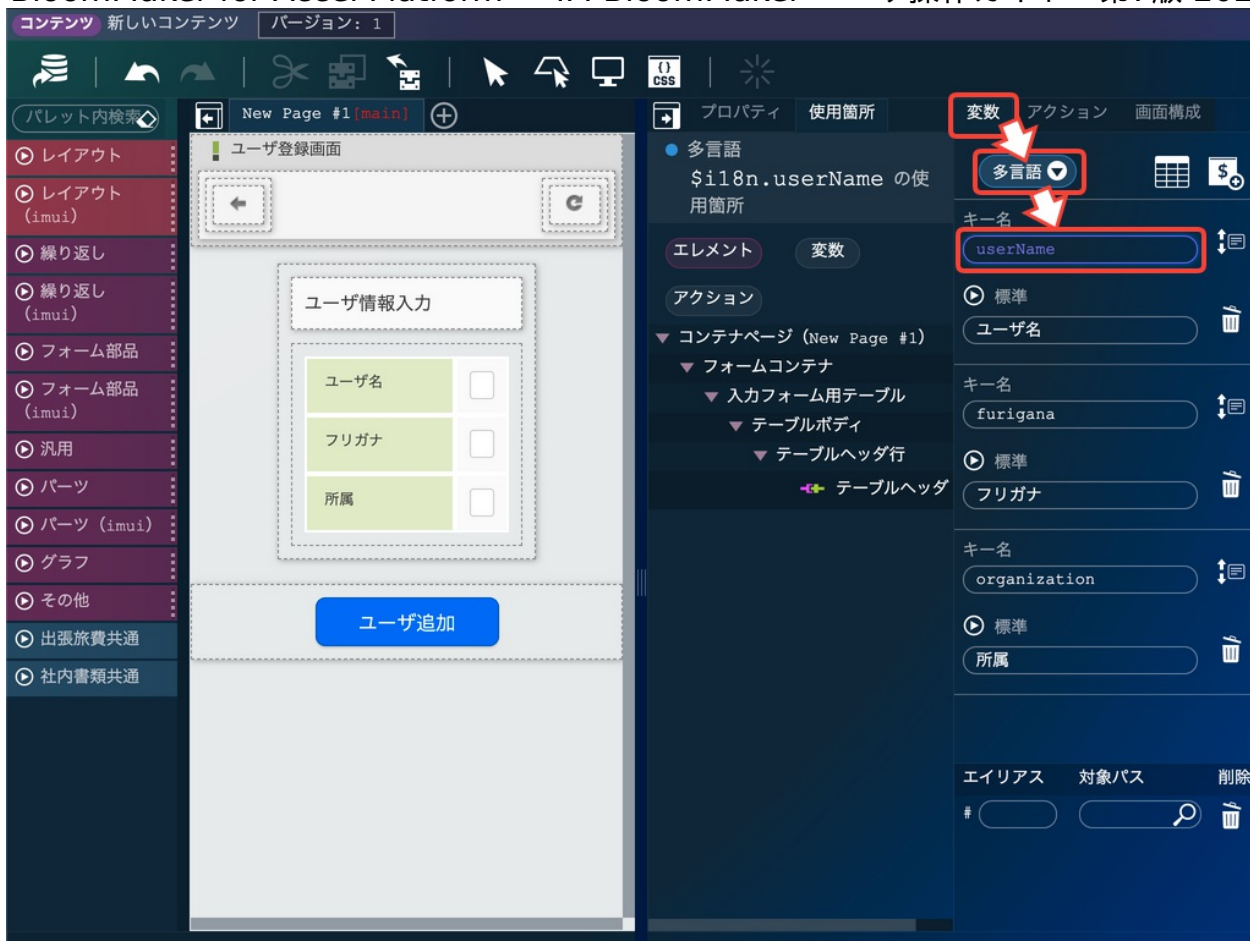 コンテンツ 新しいコンテンツ バージョン: 1
CSS
パレット内検索
New Page #1[main]
プロパティ 使用箇所
変数 アクション 画面構成
レイアウト
レイアウト
(imui)
繰り返し
繰り返し
(imui)
フォーム部品
フォーム部品
(imui)
汎用
パーツ
パーツ (imui)
グラフ
その他
出張旅費共通
社内書類共通
ユーザ登録画面
ユーザ情報入力
ユーザ名
フリガナ
所属
ユーザ追加
多言語
$i18n.userName の使
用箇所
エレメント 変数
アクション
コンテナページ (New Page #1)
フォームコンテナ
入力フォーム用テーブル
テーブルボディ
テーブルヘッダ行
テーブルヘッダ
多言語
キー名
userName
標準
ユーザ名
キー名
furigana
標準
フリガナ
キー名
organization
標準
所属
エイリアス 対象パス 削除
#